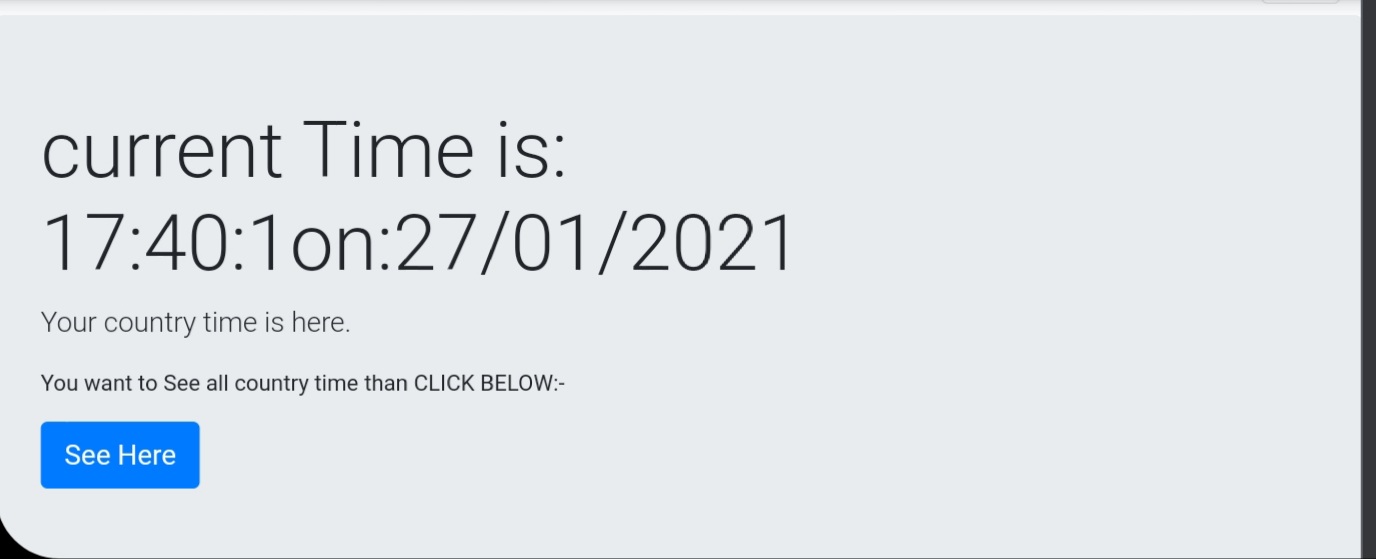 current Time is:
17:40:1on:27/01/2021
Your country time is here.
You want to See all country time than CLICK BELOW:-
See Here